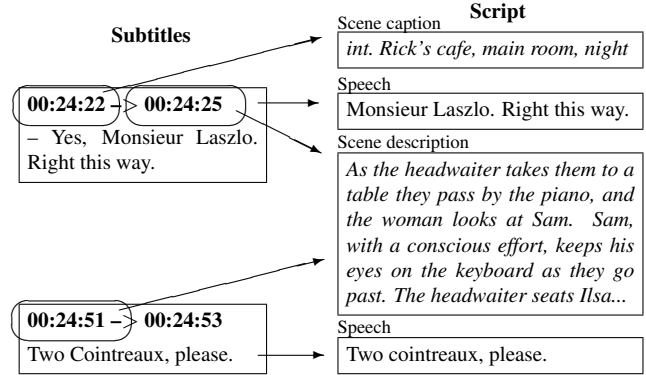 Subtitles
00:24:22 –> 00:24:25
– Yes, Monsieur Laszlo.
Right this way.
00:24:51 –> 00:24:53
Two Cointreaux, please.
Script
Scene caption
int. Rick's cafe, main room, night
Speech
Monsieur Laszlo. Right this way.
Scene description
As the headwaiter takes them to a
table they pass by the piano, and
the woman looks at Sam. Sam,
with a conscious effort, keeps his
eyes on the keyboard as they go
past. The headwaiter seats Ilsa...
Speech
Two cointreaux, please.